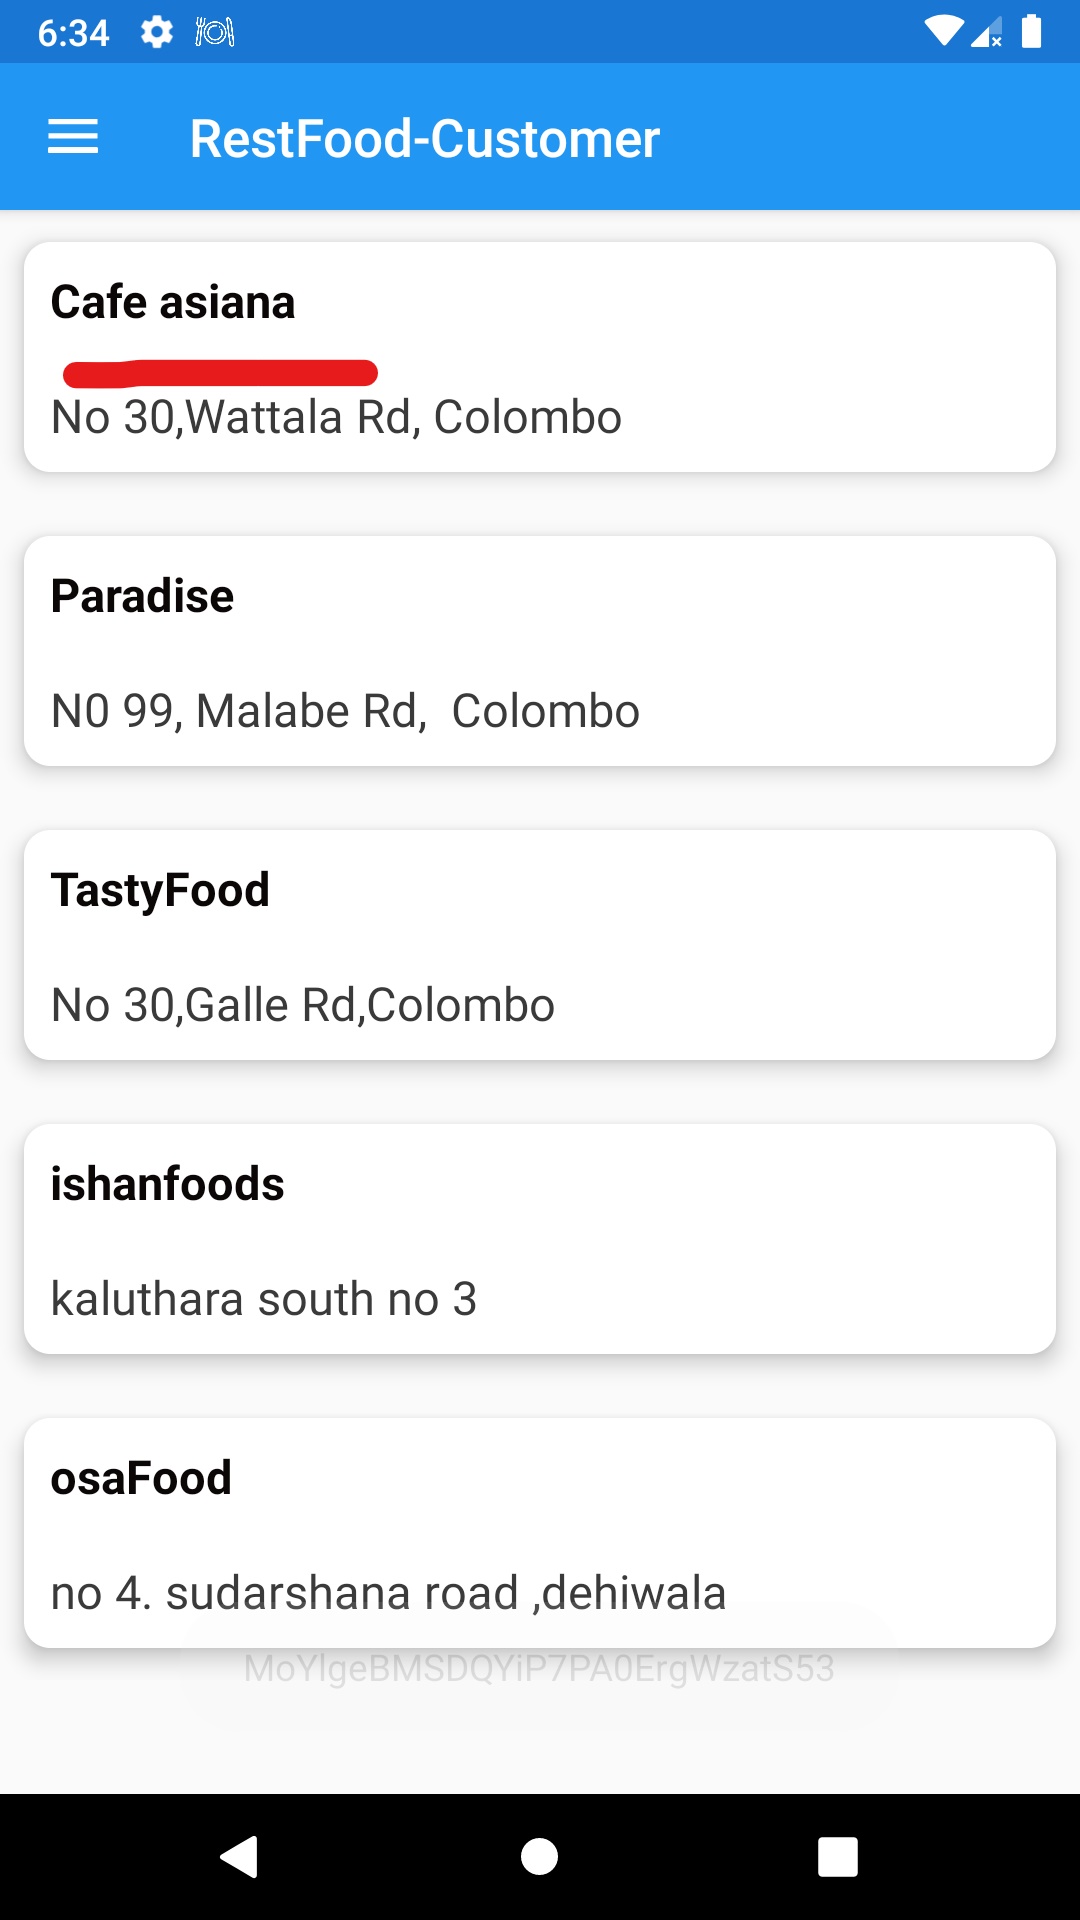 6:34
RestFood-Customer
Cafe asiana
No 30,Wattala Rd, Colombo
Paradise
N0 99, Malabe Rd,  Colombo
TastyFood
No 30,Galle Rd,Colombo
ishanfoods
kaluthara south no 3
osaFood
no 4. sudarshana road ,dehiwala
MoYlgeBMSDQYiP7PA0ErgWzatS53